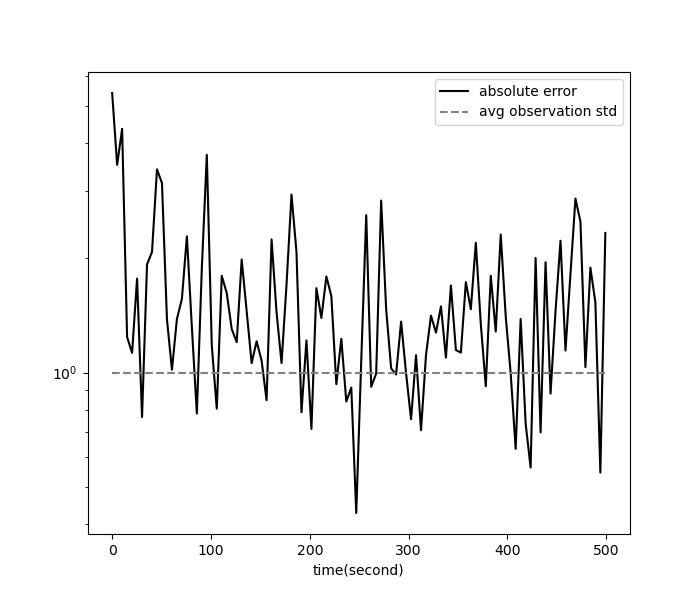 absolute error
avg observation std
10⁰
0 100 200 300 400 500
time(second)